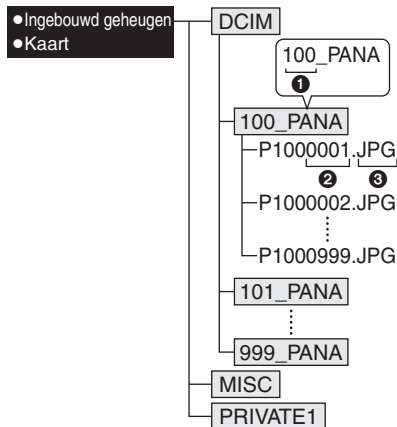 ●Ingebouwd geheugen
●Kaart
DCIM
100_PANA
❶
100_PANA
P1000001.JPG
❷ ❸
P1000002.JPG
P1000999.JPG
101_PANA
999_PANA
MISC
PRIVATE1